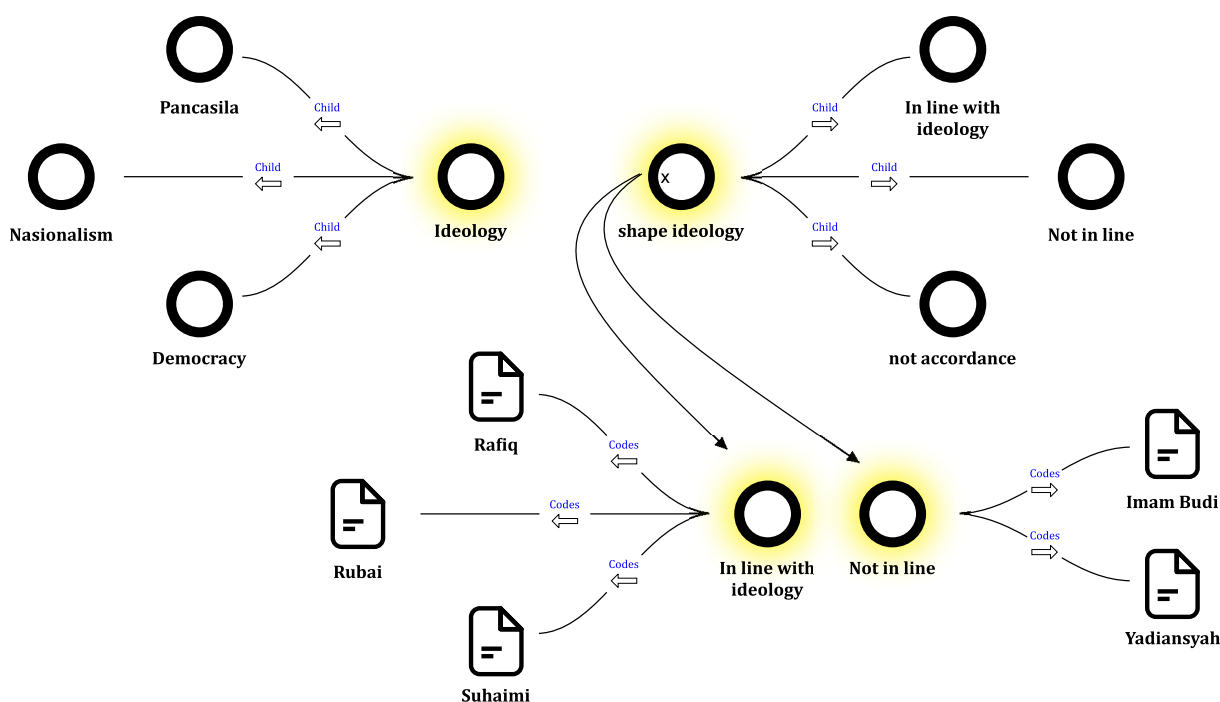 Child
Pancasila
Child
Nasionalism
Child
Democracy
Ideology
x
shape ideology
Child
In line with
ideology
Child
Not in line
Child
not accordance
Rafiq
Codes
Rubai
Codes
Suhaimi
Codes
In line with
ideology
Not in line
Codes
Imam Budi
Codes
Yadiansyah